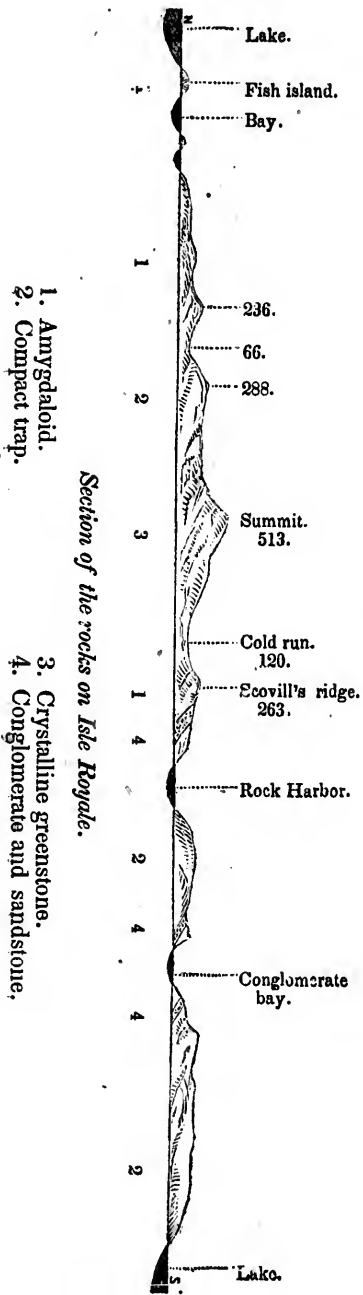 N
Lake.
Fish island.
Bay.
236.
66.
288.
Summit.
513.
Cold run.
120.
Scovill's ridge.
263.
Rock Harbor.
Conglomerate
bay.
Lake.
S
4
1
2
3
1
4
2
4
4
2
Section of the rocks on Isle Royale.
1. Amygdaloid.
2. Compact trap.
3. Crystalline greenstone.
4. Conglomerate and sandstone,